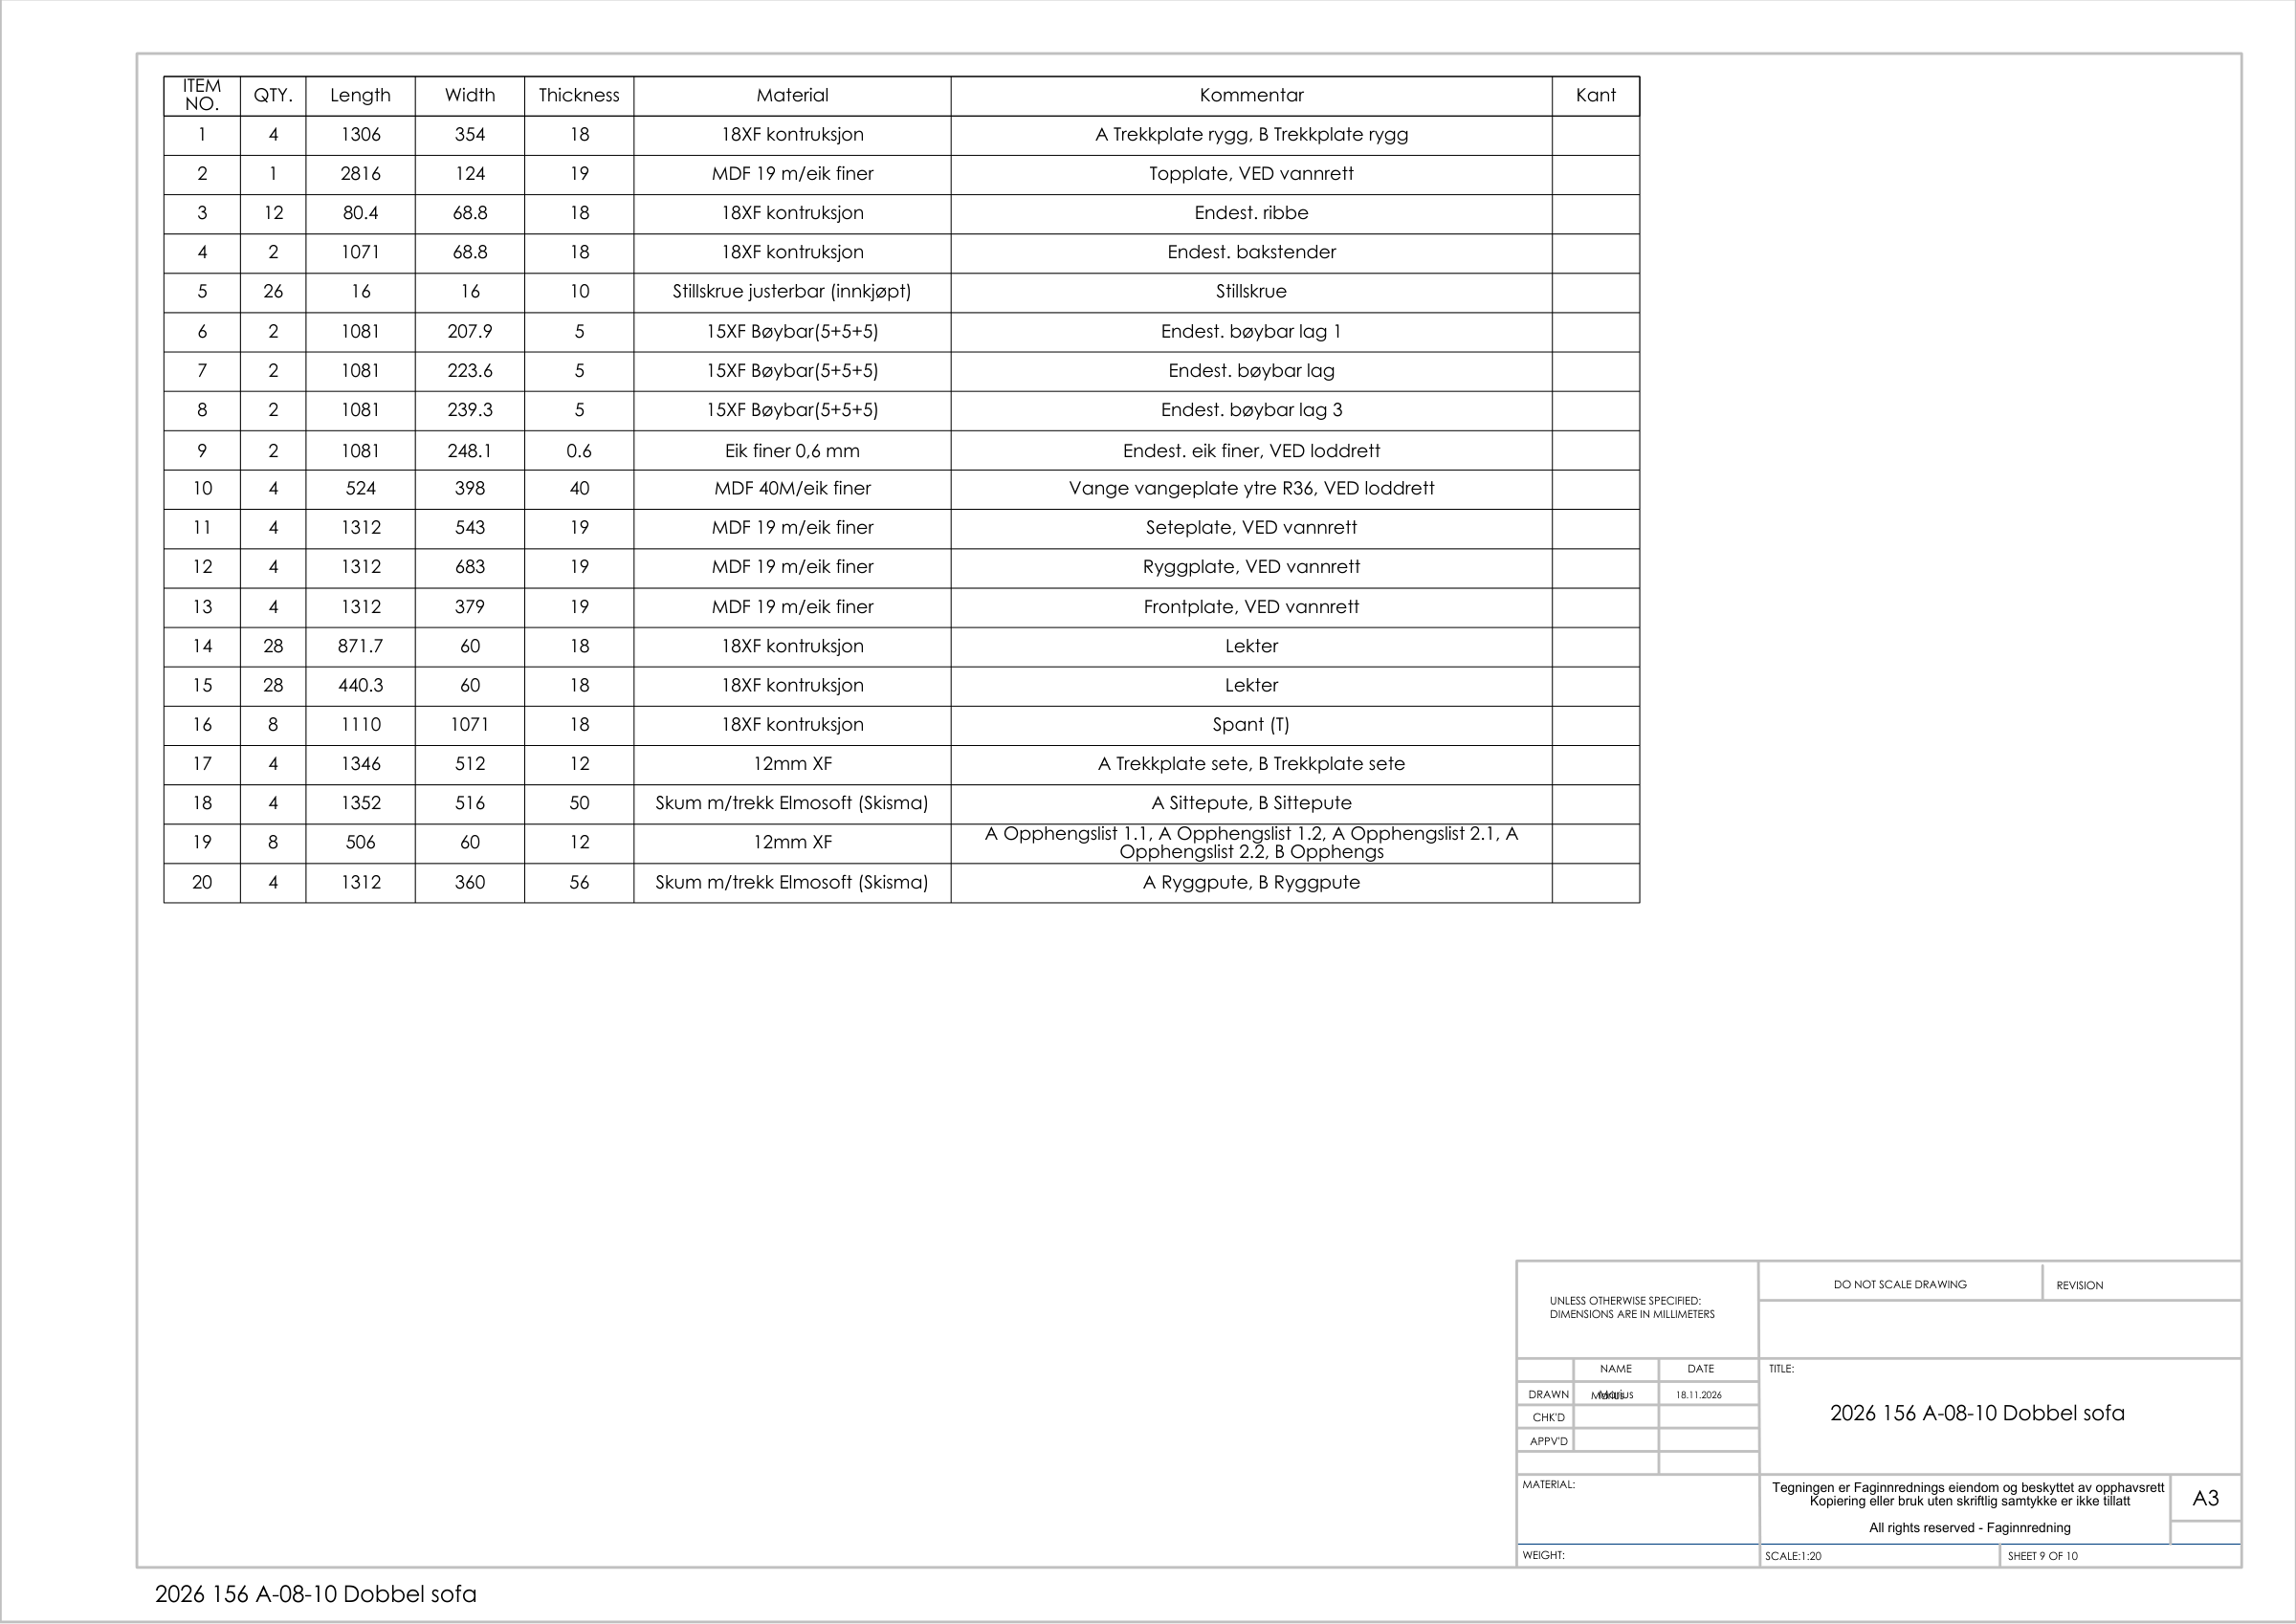 ITEM NO. QTY. Length Width Thickness Material Kommentar Kant
1 4 1306 354 18 18XF kontruksjon A Trekkplate rygg, B Trekkplate rygg
2 1 2816 124 19 MDF 19 m/eik finer Topplate, VED vannrett
3 12 80.4 68.8 18 18XF kontruksjon Endest. ribbe
4 2 1071 68.8 18 18XF kontruksjon Endest. bakstender
5 26 16 16 10 Stillskrue justerbar (innkjøpt) Stillskrue
6 2 1081 207.9 5 15XF Bøybar(5+5+5) Endest. bøybar lag 1
7 2 1081 223.6 5 15XF Bøybar(5+5+5) Endest. bøybar lag
8 2 1081 239.3 5 15XF Bøybar(5+5+5) Endest. bøybar lag 3
9 2 1081 248.1 0.6 Eik finer 0,6 mm Endest. eik finer, VED loddrett
10 4 524 398 40 MDF 40M/eik finer Vange vangeplate ytre R36, VED loddrett
11 4 1312 543 19 MDF 19 m/eik finer Seteplate, VED vannrett
12 4 1312 683 19 MDF 19 m/eik finer Ryggplate, VED vannrett
13 4 1312 379 19 MDF 19 m/eik finer Frontplate, VED vannrett
14 28 871.7 60 18 18XF kontruksjon Lekter
15 28 440.3 60 18 18XF kontruksjon Lekter
16 8 1110 1071 18 18XF kontruksjon Spant (T)
17 4 1346 512 12 12mm XF A Trekkplate sete, B Trekkplate sete
18 4 1352 516 50 Skum m/trekk Elmosoft (Skisma) A Sittepute, B Sittepute
19 8 506 60 12 12mm XF A Opphengslist 1.1, A Opphengslist 1.2, A Opphengslist 2.1, A
Opphengslist 2.2, B Opphengs
20 4 1312 360 56 Skum m/trekk Elmosoft (Skisma) A Ryggpute, B Ryggpute
UNLESS OTHERWISE SPECIFIED:
DIMENSIONS ARE IN MILLIMETERS
DO NOT SCALE DRAWING REVISION
NAME DATE
DRAWN Marius 18.11.2026
CHK'D
APPV'D
TITLE:
2026 156 A-08-10 Dobbel sofa
MATERIAL:
Tegningen er Faginnrednings eiendom og beskyttet av opphavsrett
Kopiering eller bruk uten skriftlig samtykke er ikke tillatt
All rights reserved - Faginnredning
A3
WEIGHT:
SCALE:1:20
SHEET 9 OF 10
2026 156 A-08-10 Dobbel sofa